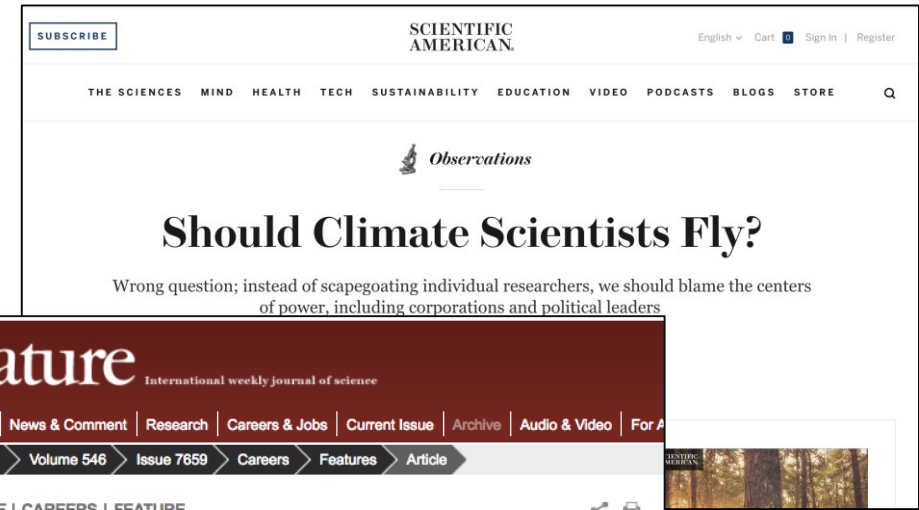 SUBSCRIBE
SCIENTIFIC
AMERICAN.
English Cart 0 Sign In | Register
THE SCIENCES MIND HEALTH TECH SUSTAINABILITY EDUCATION VIDEO PODCASTS BLOGS STORE
Observations
Should Climate Scientists Fly?
Wrong question; instead of scapegoating individual researchers, we should blame the centers
of power, including corporations and political leaders
ature International weekly journal of science
News & Comment | Research | Careers & Jobs | Current Issue | Archive | Audio & Video | For A
Volume 546 Issue 7659 Careers Features Article
E | CAREERS | FEATURE
SCIENTIFIC
AMERICAN